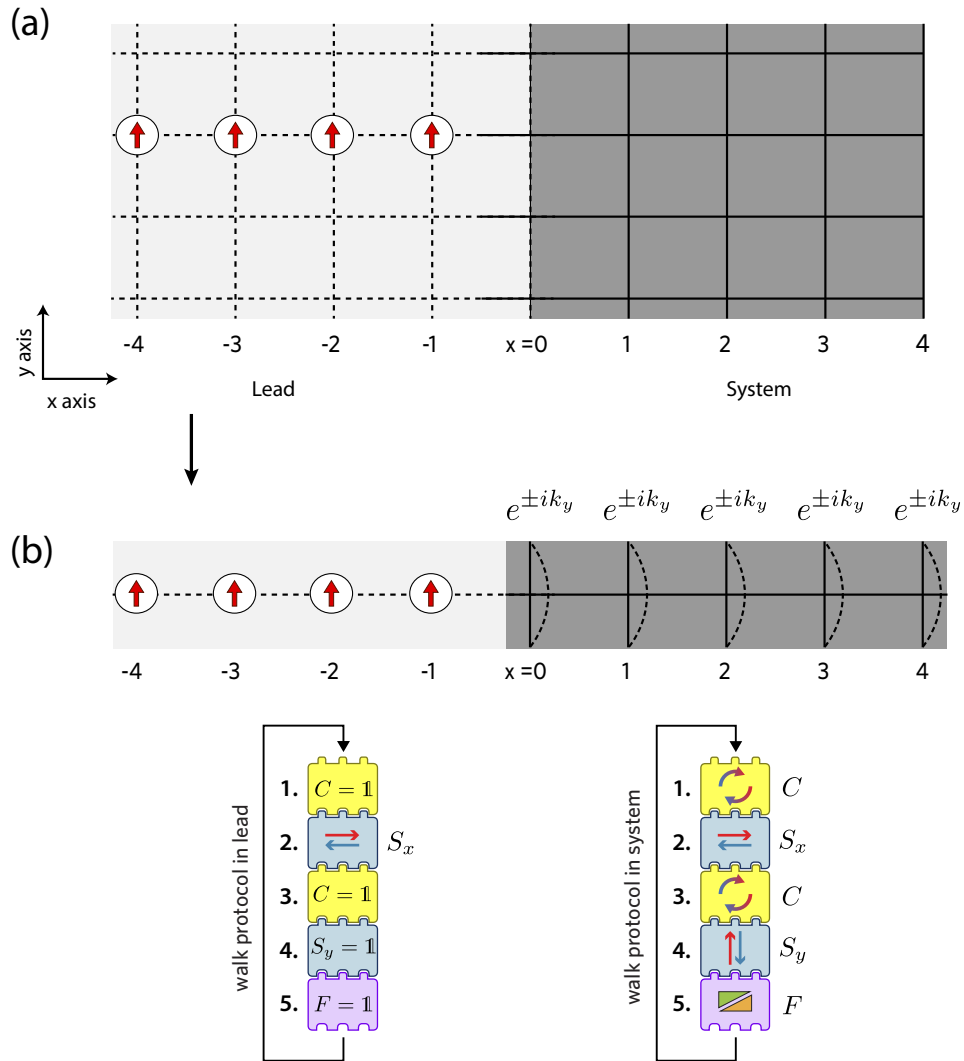 (a)
-4 -3 -2 -1 x =0 1 2 3 4
y axis
x axis
Lead System
e^{±ik_y} e^{±ik_y} e^{±ik_y} e^{±ik_y} e^{±ik_y}
(b)
-4 -3 -2 -1 x =0 1 2 3 4
walk protocol in lead
1. C = 𝟙
2. S_x
3. C = 𝟙
4. S_y = 𝟙
5. F = 𝟙
walk protocol in system
1. C
2. S_x
3. C
4. S_y
5. F